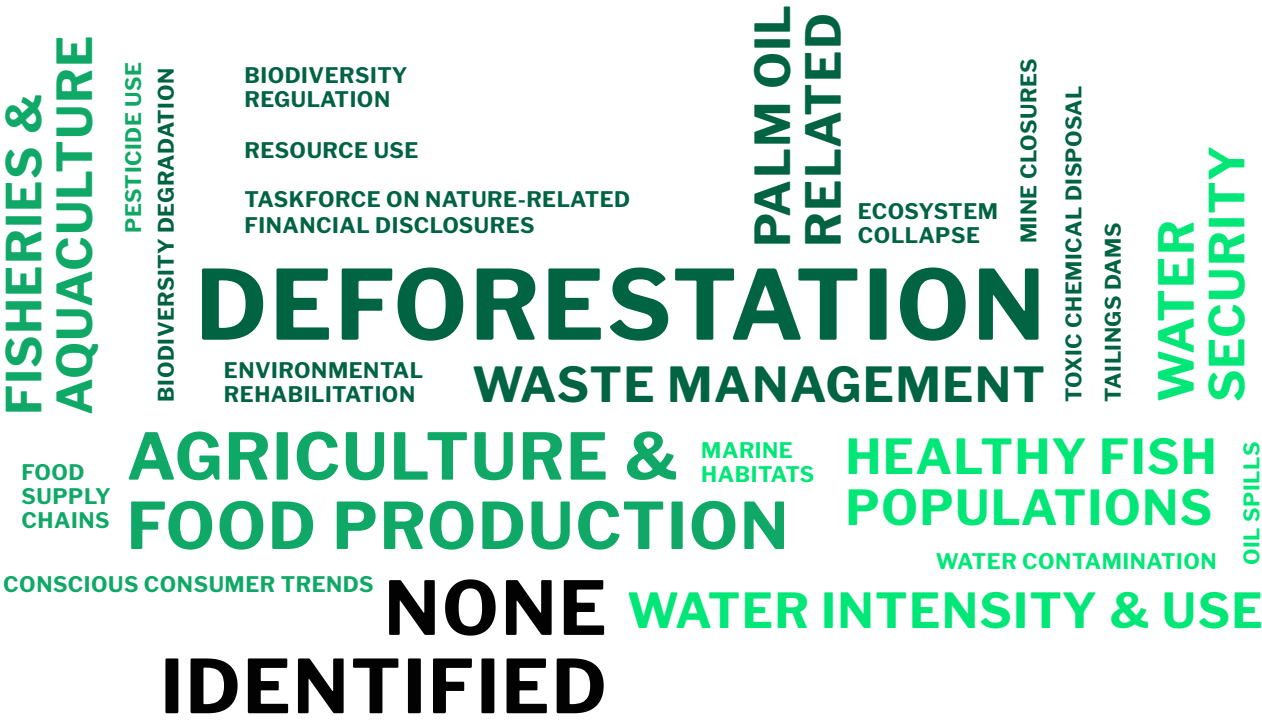 FISHERIES &
AQUACULTURE
PESTICIDE USE
BIODIVERSITY DEGRADATION
BIODIVERSITY
REGULATION
RESOURCE USE
TASKFORCE ON NATURE-RELATED
FINANCIAL DISCLOSURES
PALM OIL
RELATED
ECOSYSTEM
COLLAPSE
MINE CLOSURES
TOXIC CHEMICAL DISPOSAL
TAILINGS DAMS
WATER
SECURITY
DEFORESTATION
ENVIRONMENTAL
REHABILITATION
WASTE MANAGEMENT
FOOD
SUPPLY
CHAINS
AGRICULTURE &
FOOD PRODUCTION
MARINE
HABITATS
HEALTHY FISH
POPULATIONS
OIL SPILLS
WATER CONTAMINATION
CONSCIOUS CONSUMER TRENDS
NONE
IDENTIFIED
WATER INTENSITY & USE